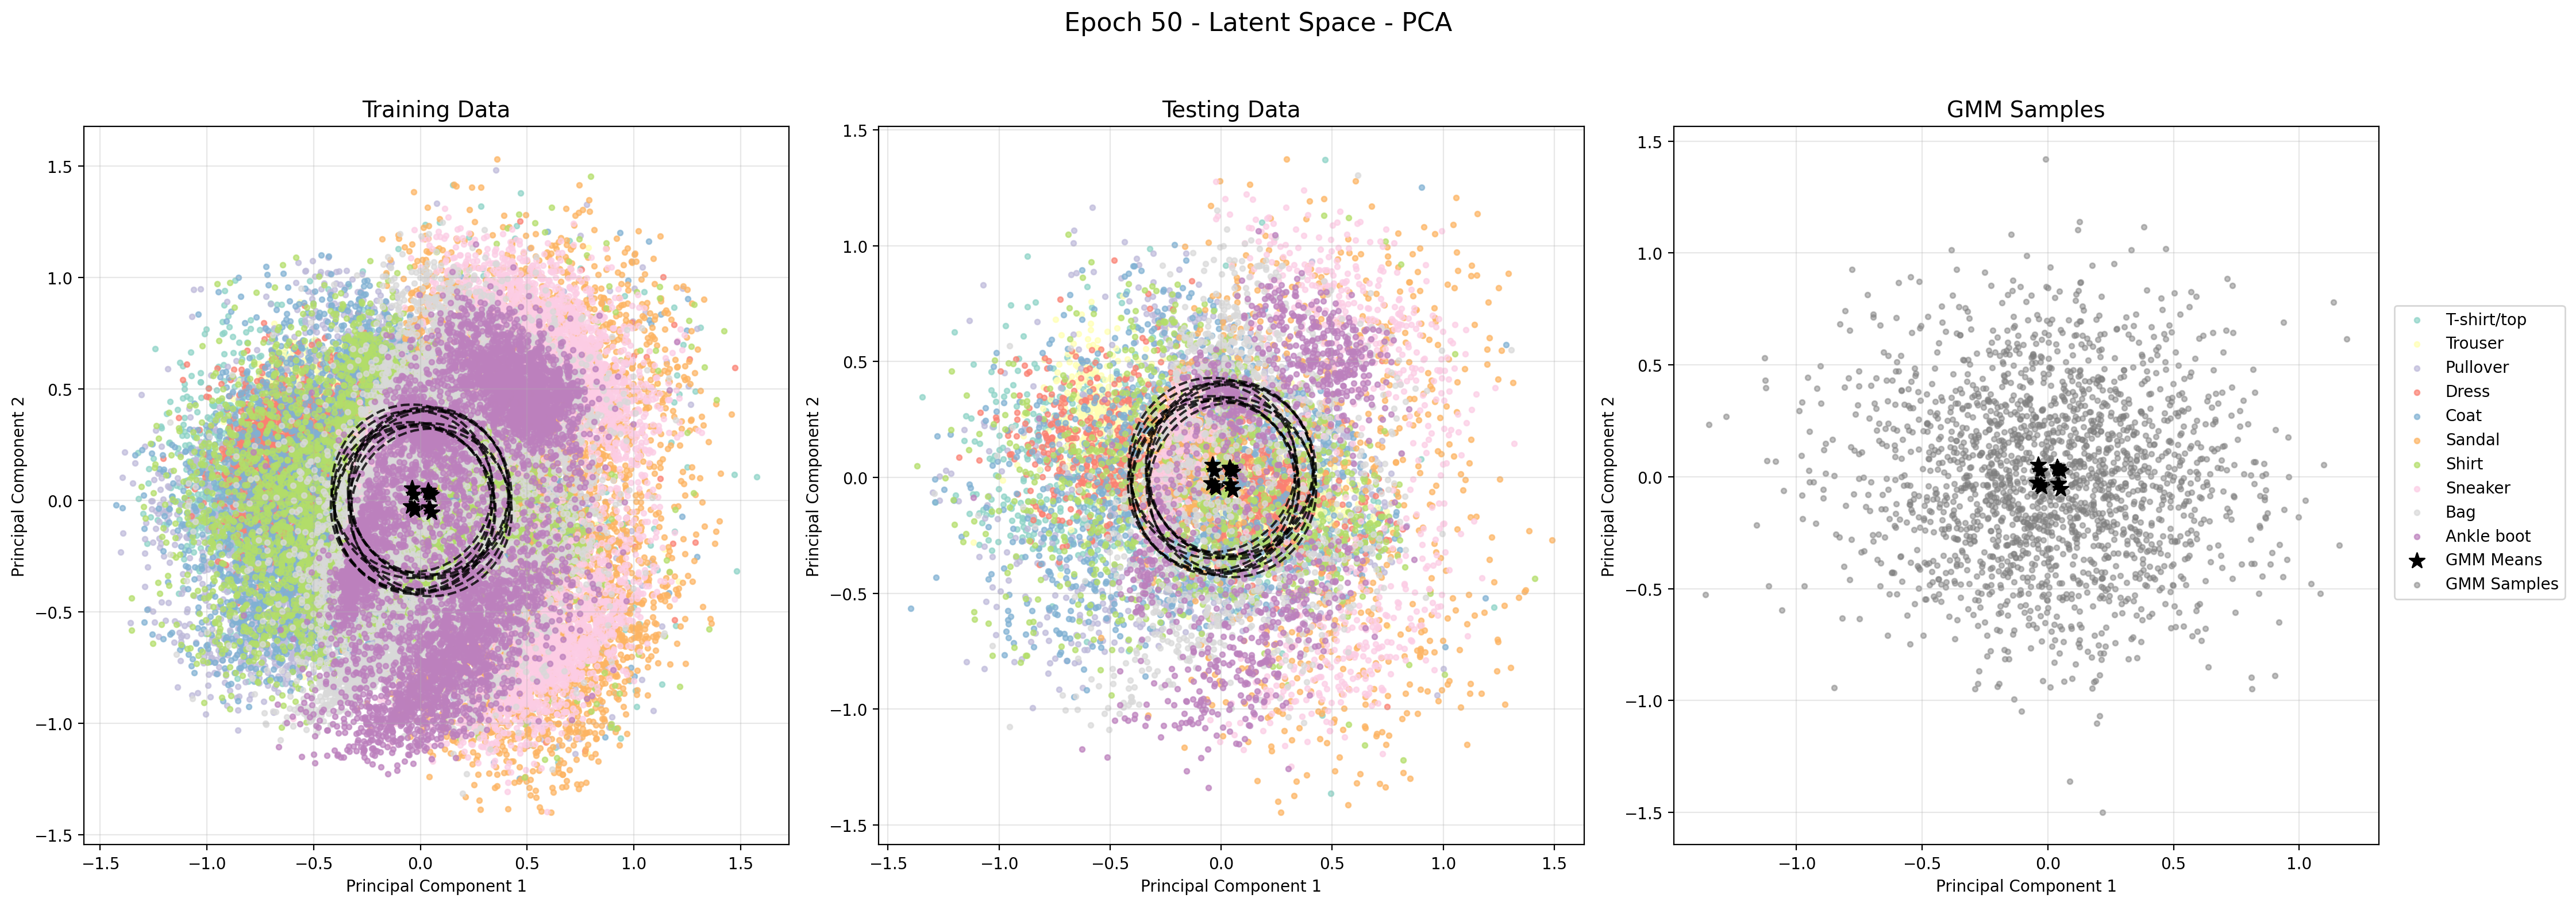 Epoch 50 - Latent Space - PCA
Training Data
Principal Component 2
1.5
1.0
0.5
0.0
−0.5
−1.0
−1.5
−1.5 −1.0 −0.5 0.0 0.5 1.0 1.5
Principal Component 1
Testing Data
Principal Component 2
1.5
1.0
0.5
0.0
−0.5
−1.0
−1.5
−1.5 −1.0 −0.5 0.0 0.5 1.0 1.5
Principal Component 1
GMM Samples
Principal Component 2
1.5
1.0
0.5
0.0
−0.5
−1.0
−1.5
−1.0 −0.5 0.0 0.5 1.0
Principal Component 1
T-shirt/top
Trouser
Pullover
Dress
Coat
Sandal
Shirt
Sneaker
Bag
Ankle boot
GMM Means
GMM Samples